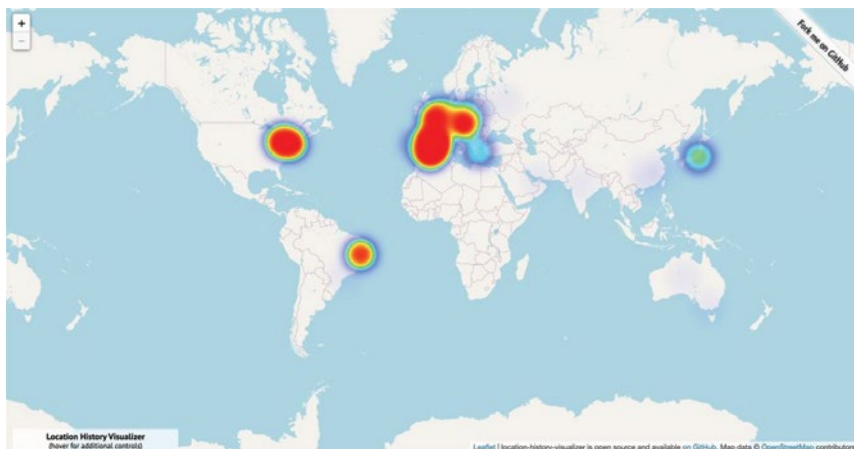 +
−
Fork me on GitHub
Location History Visualizer
(hover for additional controls)
Leaflet | location-history-visualizer is open source and available on GitHub. Map data © OpenStreetMap contributors